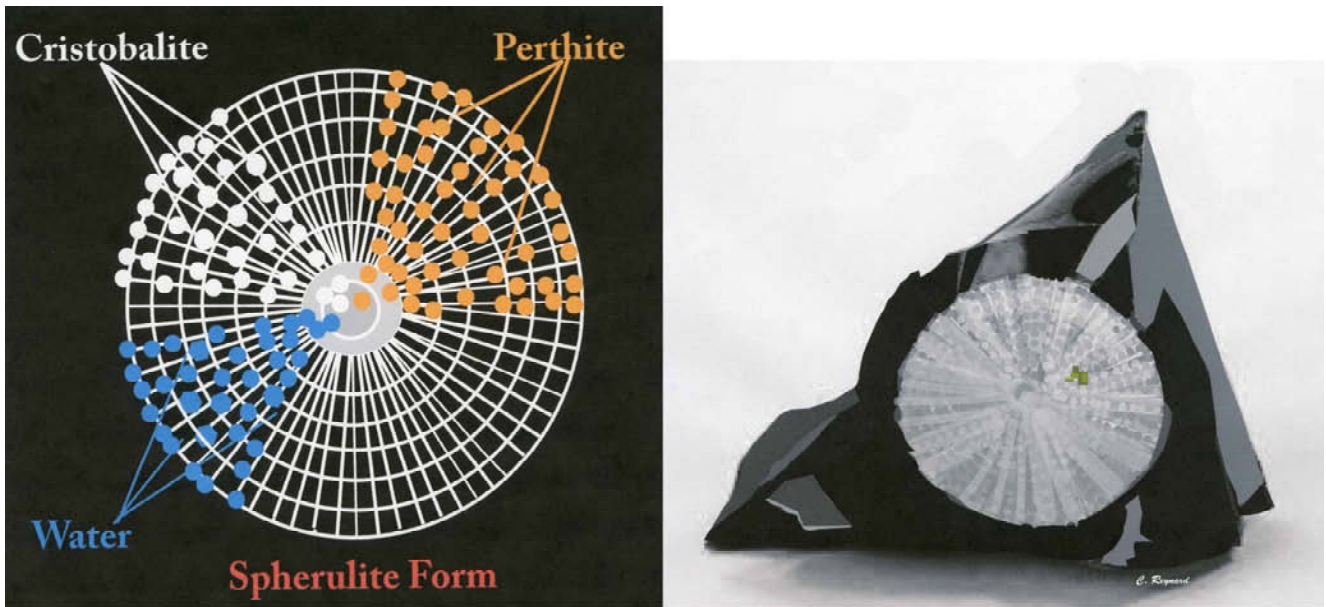 Cristobalite
Perthite
Water
Spherulite Form
C. Reynard